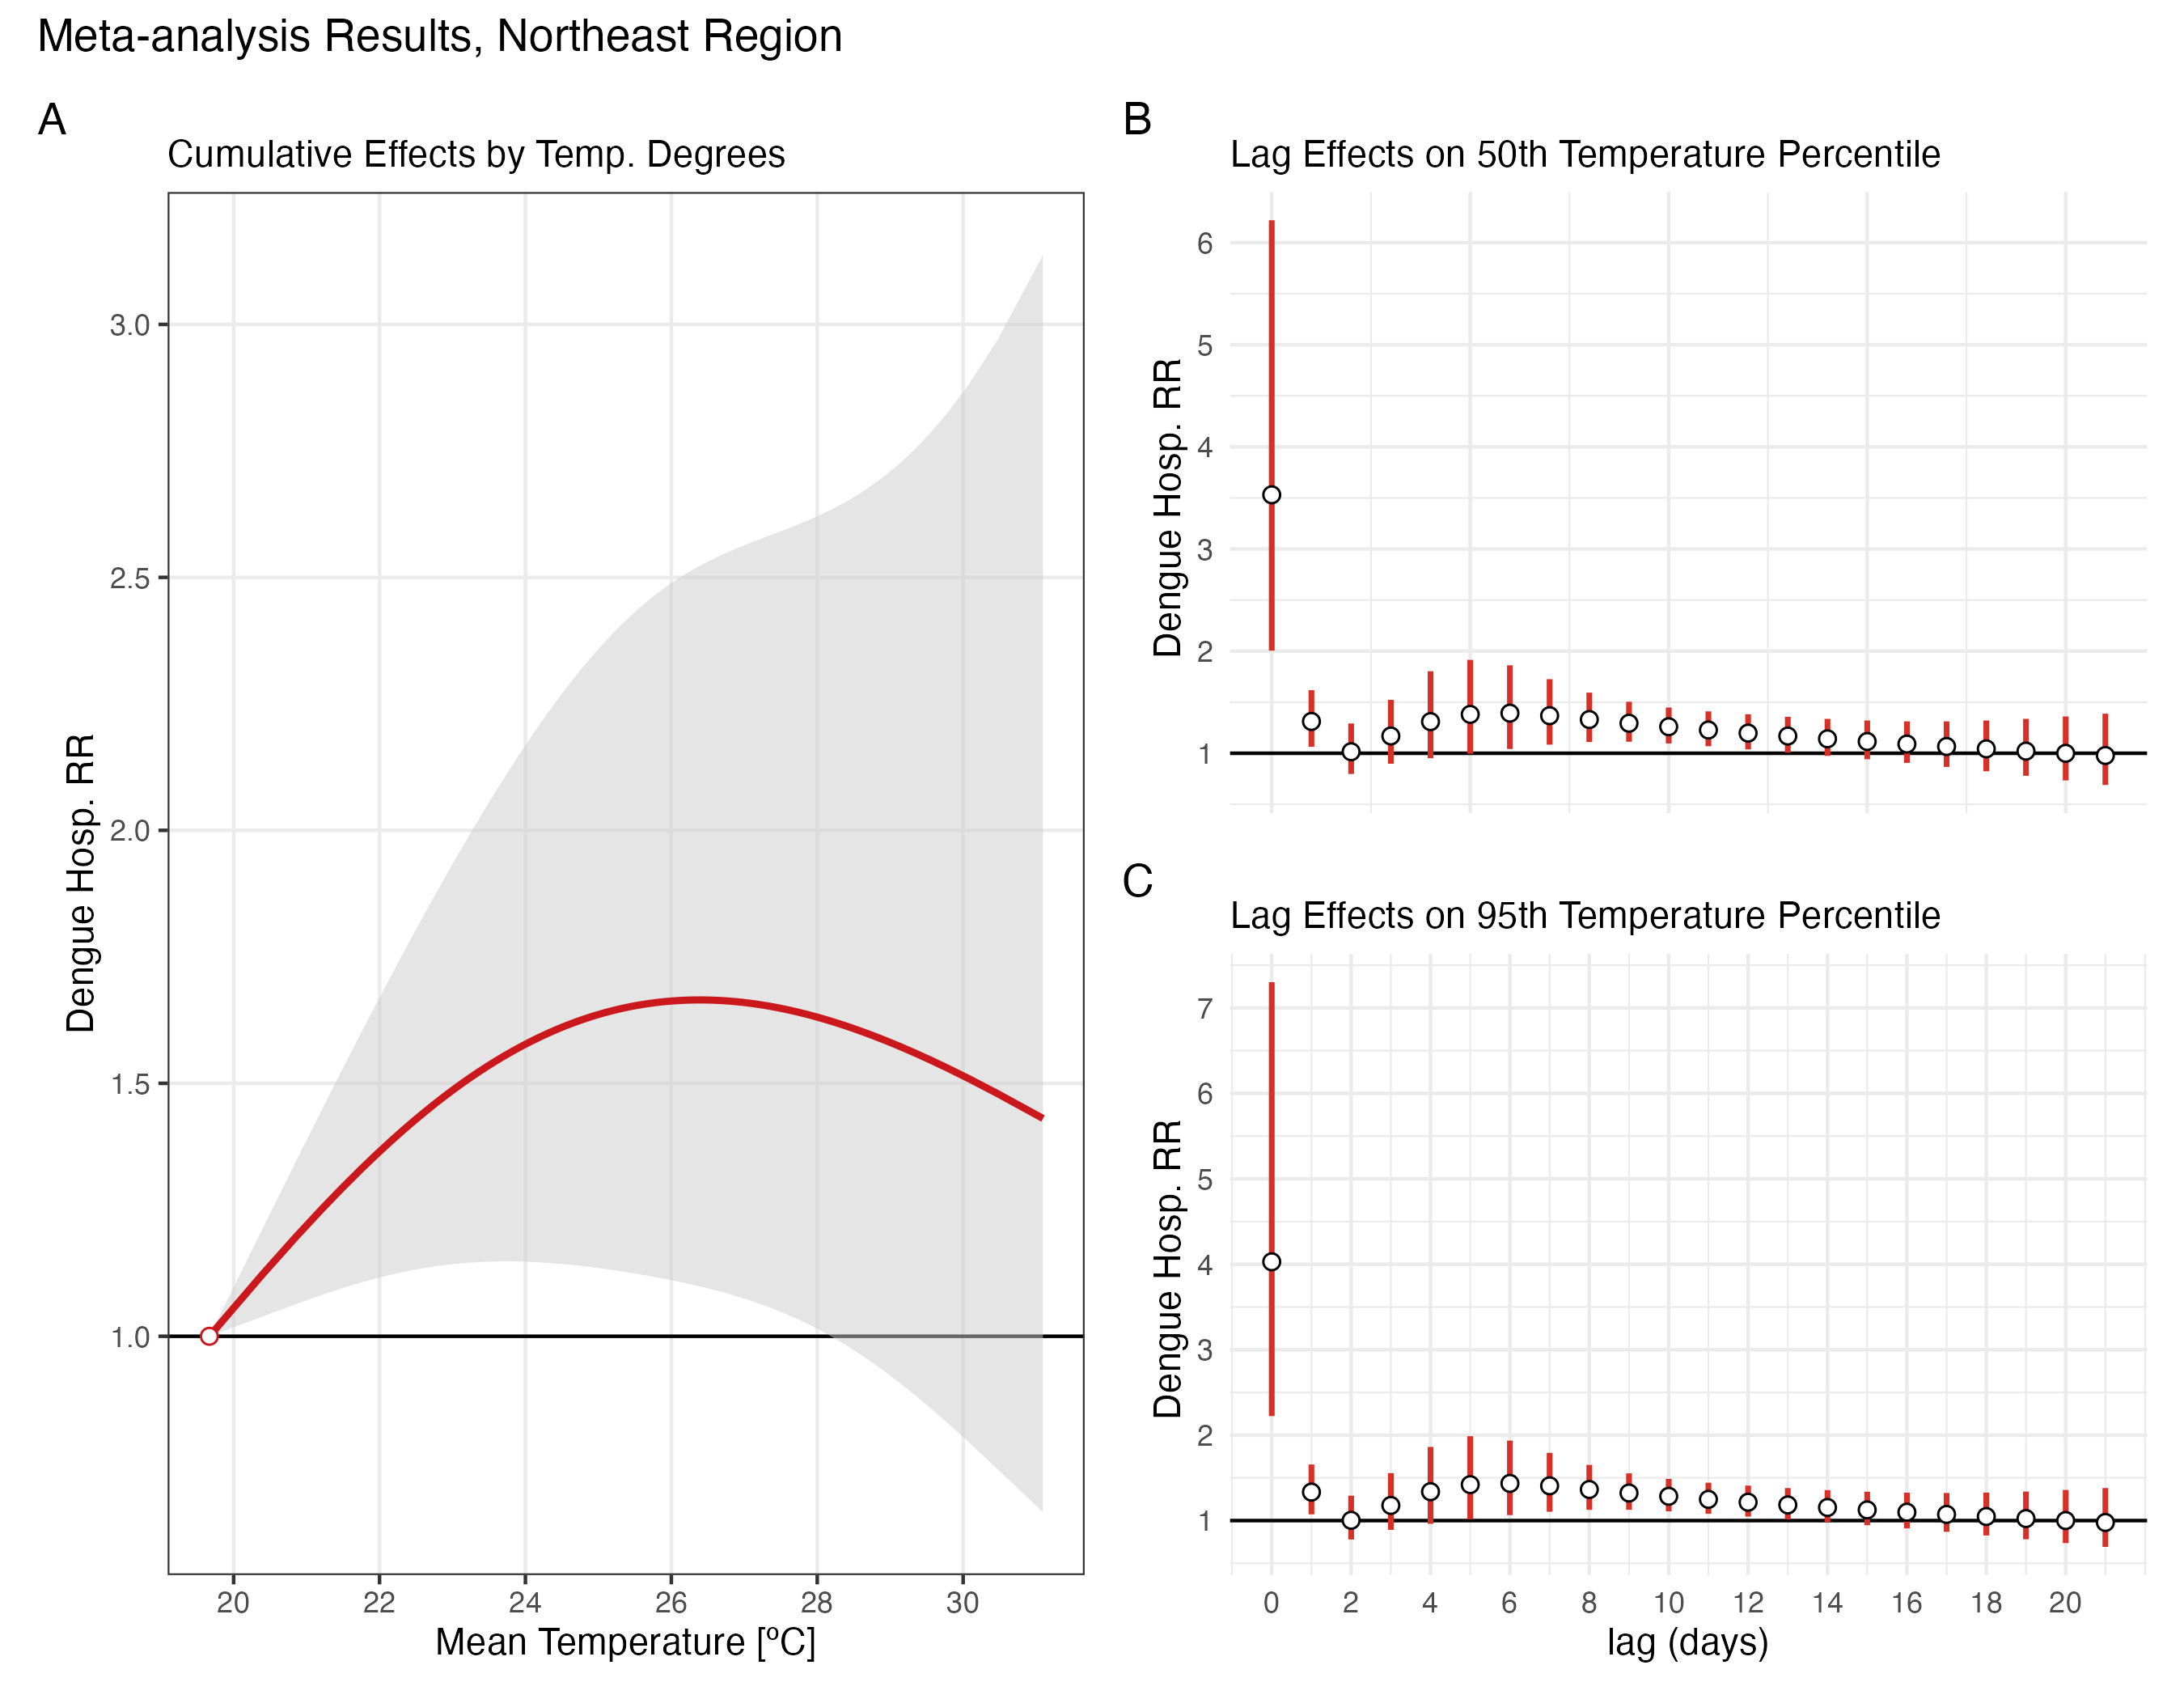 Meta-analysis Results, Northeast Region
A
Cumulative Effects by Temp. Degrees
Dengue Hosp. RR
3.0
2.5
2.0
1.5
1.0
20 22 24 26 28 30
Mean Temperature [ºC]
B
Lag Effects on 50th Temperature Percentile
Dengue Hosp. RR
6
5
4
3
2
1
C
Lag Effects on 95th Temperature Percentile
Dengue Hosp. RR
7
6
5
4
3
2
1
0 2 4 6 8 10 12 14 16 18 20
lag (days)